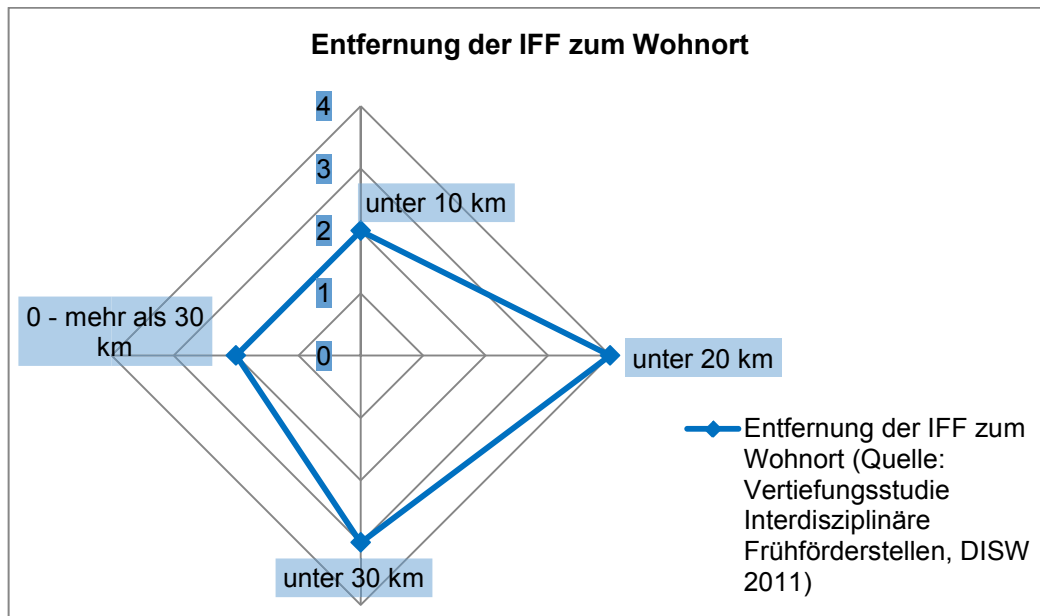 Entfernung der IFF zum Wohnort
4
3
unter 10 km
2
0 - mehr als 30
km
1
0
unter 20 km
Entfernung der IFF zum
Wohnort (Quelle:
Vertiefungsstudie
Interdisziplinäre
Frühförderstellen, DISW
2011)
unter 30 km